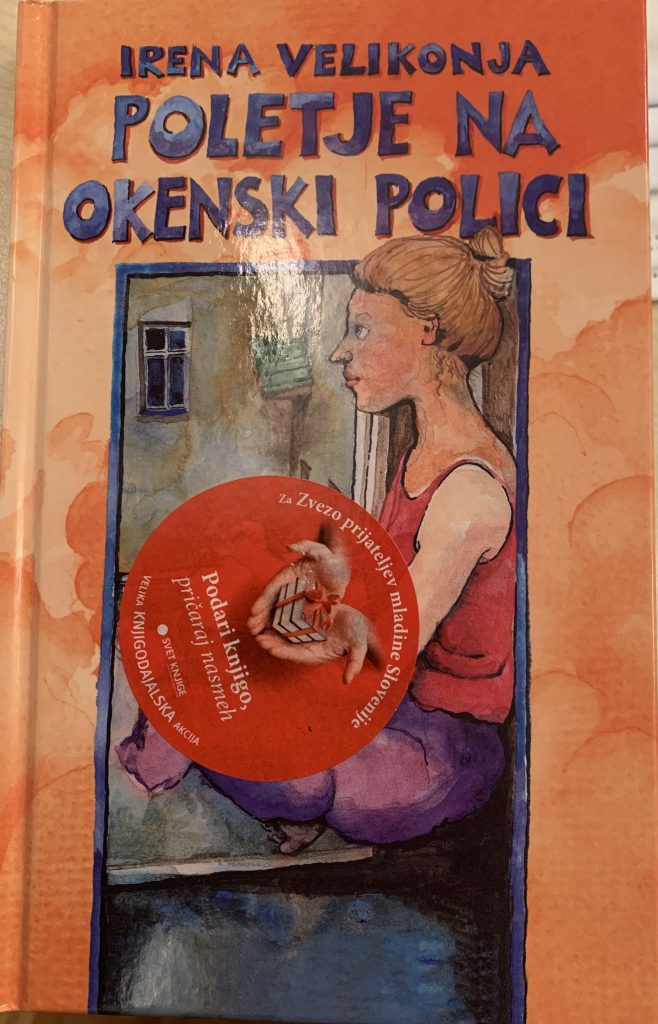 IRENA VELIKONJA
POLETJE NA
OKENSKI POLICI
Za Zvezo prijateljev mladine Slovenije
Podari knjigo,
pričaraj nasmeh
SVET KNJIGE
VELIKA KNJIGODAJALSKA AKCIJA